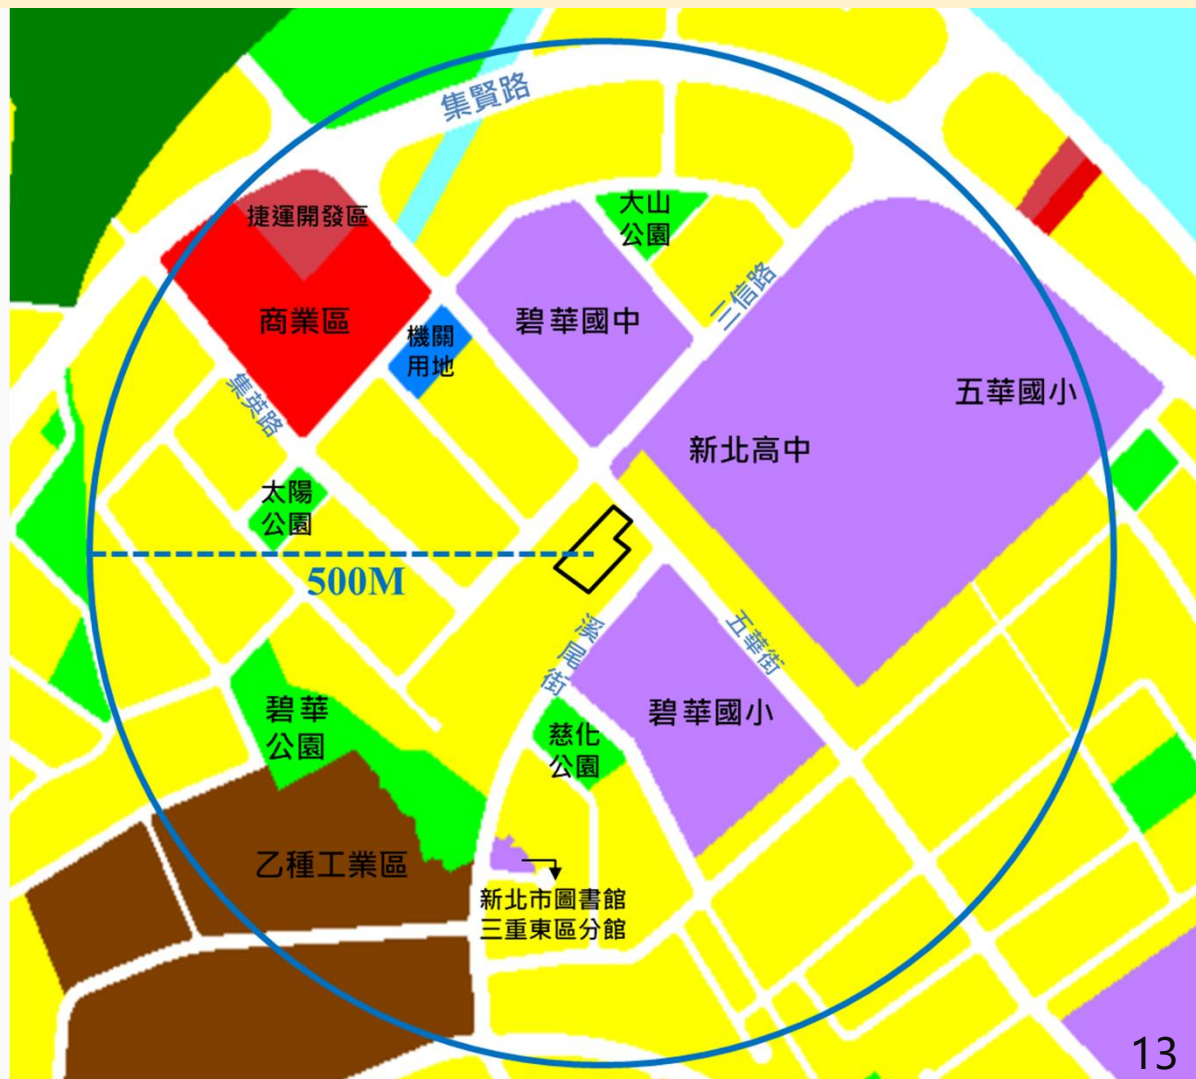 集賢路
捷運開發區
大山
公園
三信路
商業區
機關
用地
碧華國中
集英路
五華國小
新北高中
太陽
公園
500M
溪尾街
五華街
碧華
公園
碧華國小
慈化
公園
乙種工業區
新北市圖書館
三重東區分館
13